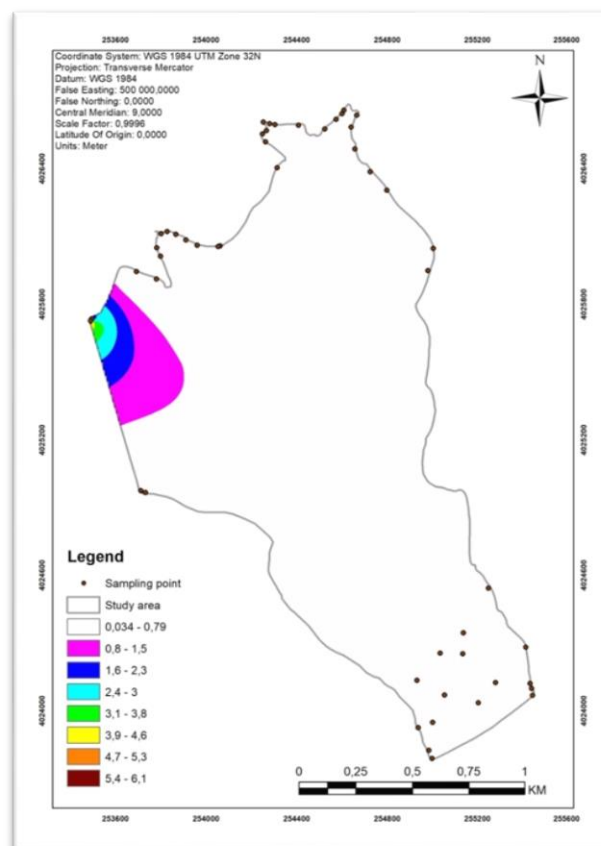 253600 254000 254400 254800 255200 255600
Coordinate System: WGS 1984 UTM Zone 32N
Projection: Transverse Mercator
Datum: WGS 1984
False Easting: 500 000,0000
False Northing: 0,0000
Central Meridian: 9,0000
Scale Factor: 0,9996
Latitude Of Origin: 0,0000
Units: Meter
N
4026400 4026400
4025800 4025800
4025200 4025200
4024600 4024600
4024000 4024000
Legend
Sampling point
Study area
0,034 - 0,79
0,8 - 1,5
1,6 - 2,3
2,4 - 3
3,1 - 3,8
3,9 - 4,6
4,7 - 5,3
5,4 - 6,1
0 0,25 0,5 0,75 1
KM
253600 254000 254400 254800 255200 255600